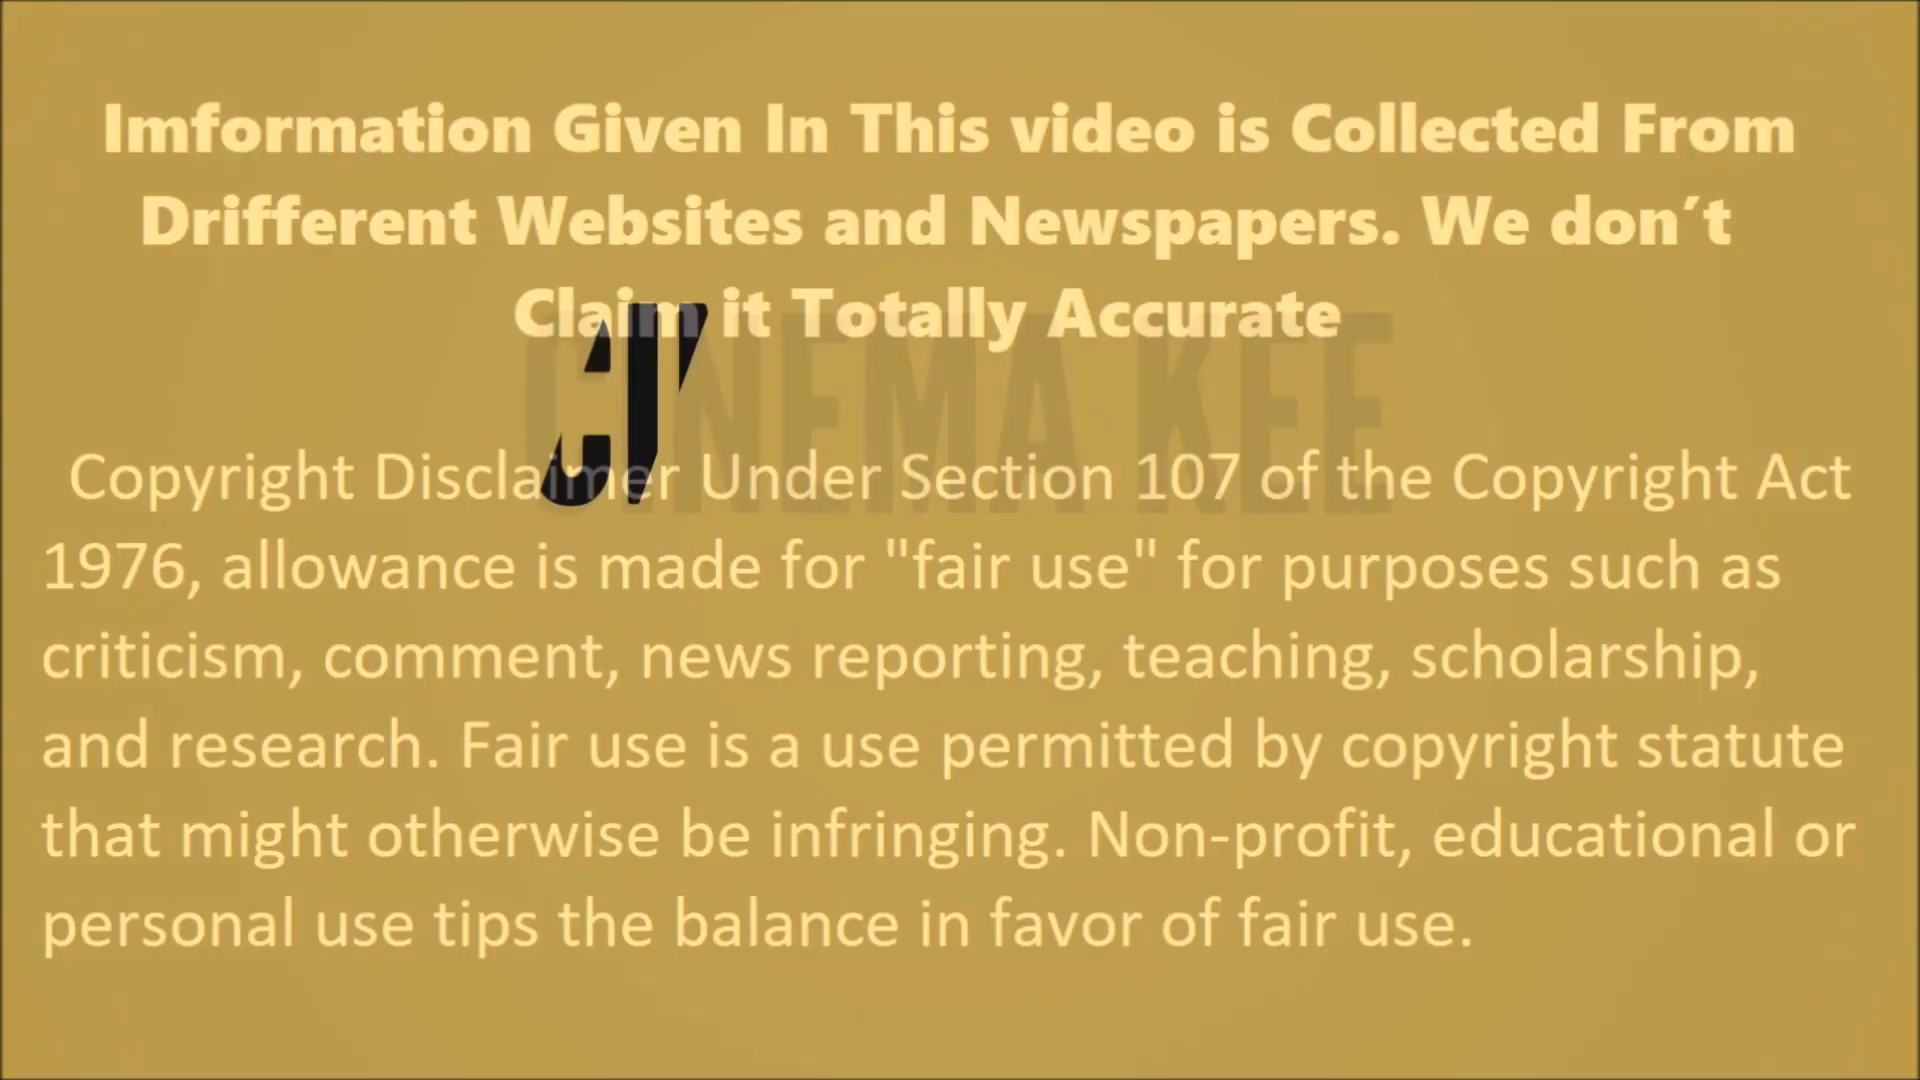 Imformation Given In This video is Collected From
Drifferent Websites and Newspapers. We don’t
Claim it Totally Accurate
CINEMA KEE
Copyright Disclaimer Under Section 107 of the Copyright Act
1976, allowance is made for "fair use" for purposes such as
criticism, comment, news reporting, teaching, scholarship,
and research. Fair use is a use permitted by copyright statute
that might otherwise be infringing. Non-profit, educational or
personal use tips the balance in favor of fair use.